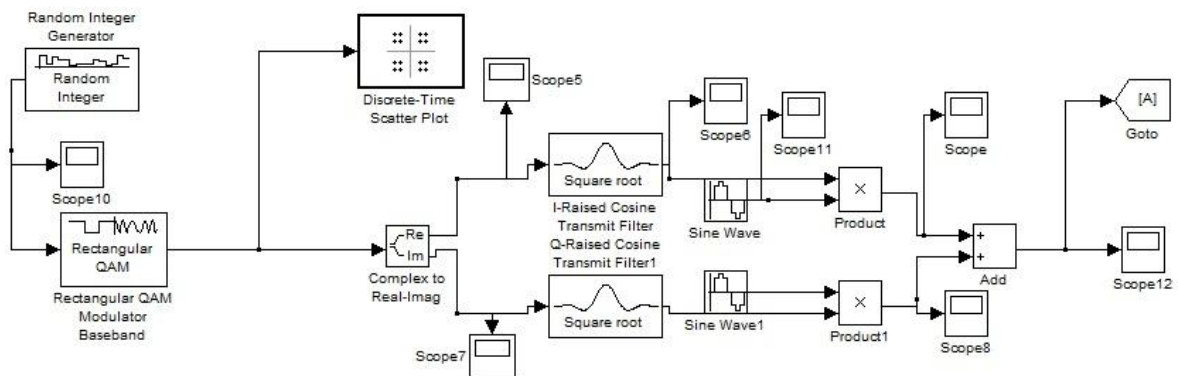 Random Integer
Generator
Random
Integer
Scope10
Rectangular
QAM
Rectangular QAM
Modulator
Baseband
Discrete-Time
Scatter Plot
Re
Im
Complex to
Real-Imag
Scope5
Scope7
Square root
I-Raised Cosine
Transmit Filter
Q-Raised Cosine
Transmit Filter1
Square root
Scope6
Scope11
Sine Wave
Sine Wave1
×
Product
×
Product1
Scope
Scope8
+
+
Add
[A]
Goto
Scope12